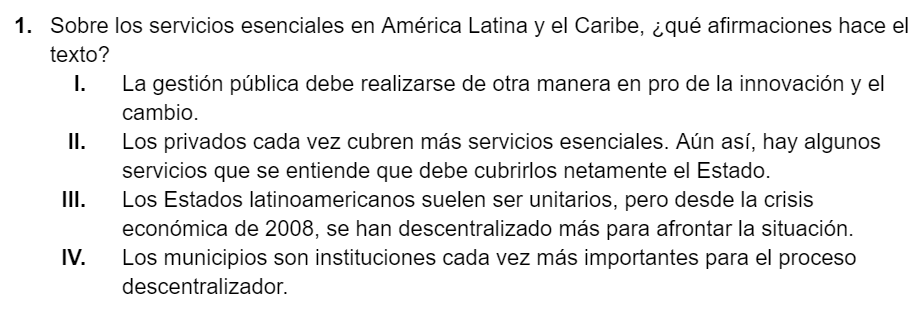 1. Sobre los servicios esenciales en América Latina y el Caribe, ¿qué afirmaciones hace el
texto?
I. La gestión pública debe realizarse de otra manera en pro de la innovación y el
cambio.
II. Los privados cada vez cubren más servicios esenciales. Aún así, hay algunos
servicios que se entiende que debe cubrirlos netamente el Estado.
III. Los Estados latinoamericanos suelen ser unitarios, pero desde la crisis
económica de 2008, se han descentralizado más para afrontar la situación.
IV. Los municipios son instituciones cada vez más importantes para el proceso
descentralizador.